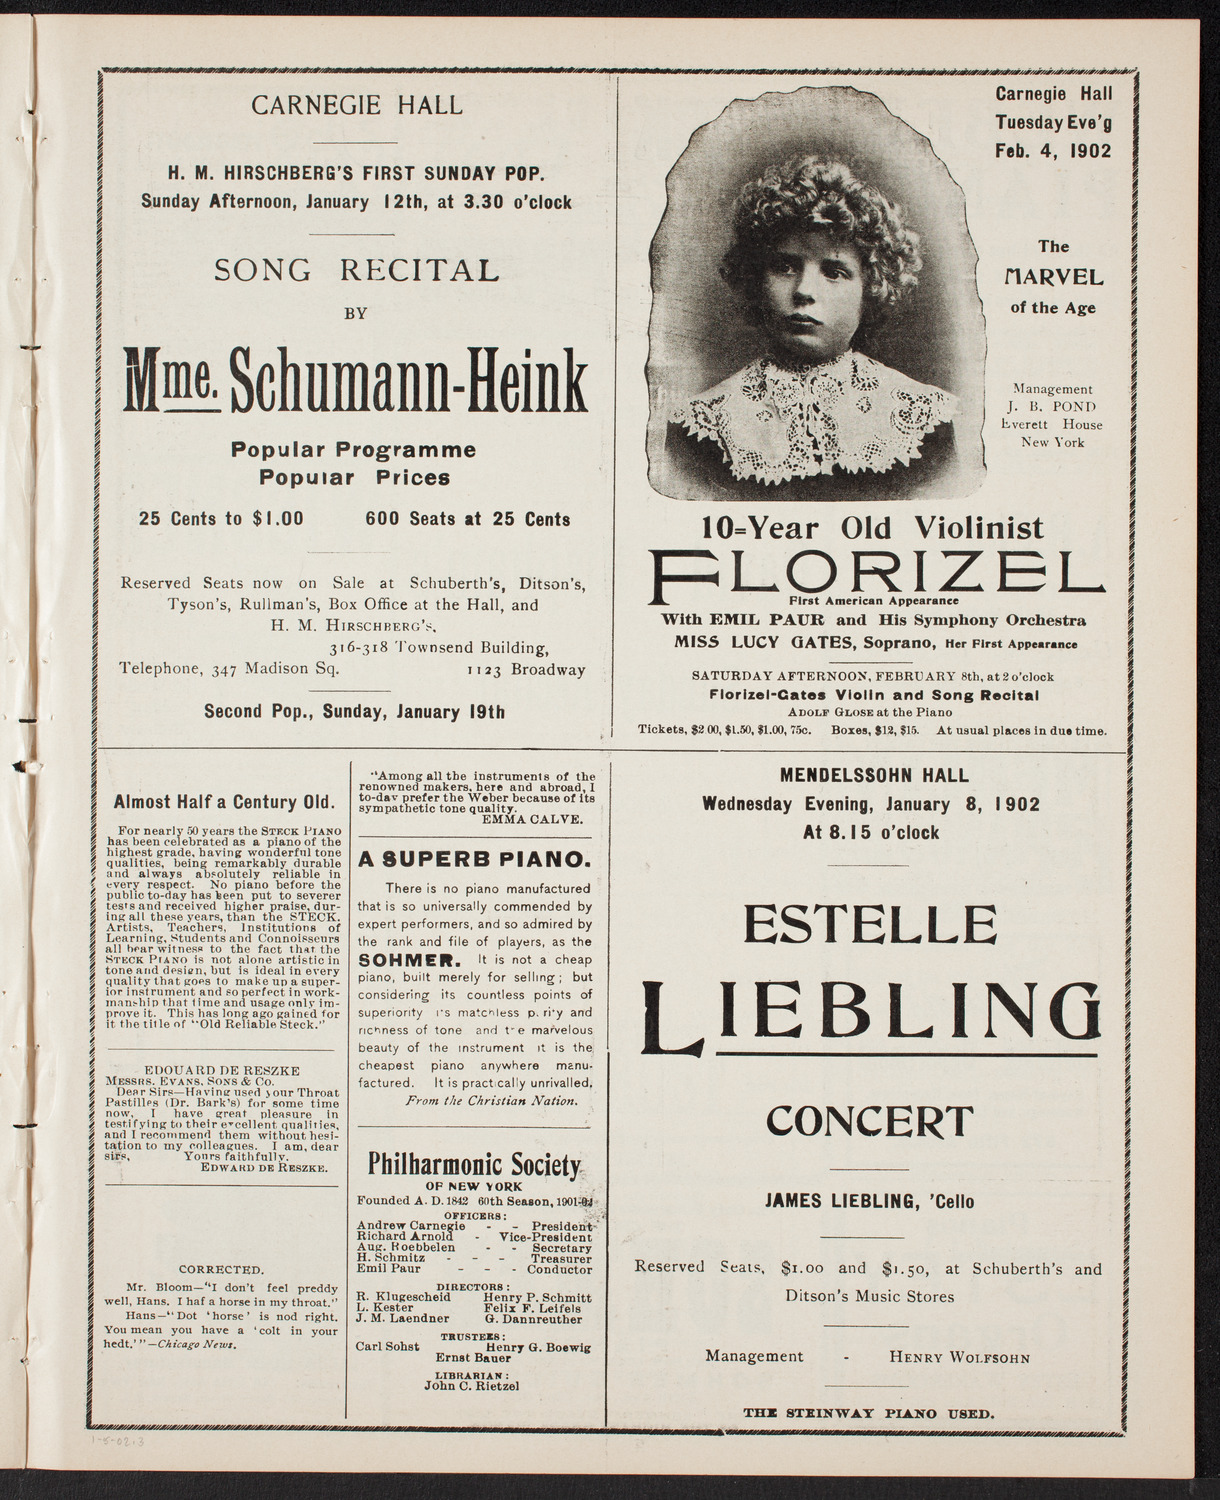 CARNEGIE HALL
H. M. HIRSCHBERG'S FIRST SUNDAY POP.
Sunday Afternoon, January 12th, at 3.30 o'clock
SONG RECITAL
BY
Mme. Schumann-Heink
Popular Programme
Popular Prices
25 Cents to $1.00 600 Seats at 25 Cents
Reserved Seats now on Sale at Schuberth's, Ditson's,
Tyson's, Rullman's, Box Office at the Hall, and
H. M. HIRSCHBERG'S,
316-318 Townsend Building,
Telephone, 347 Madison Sq. 1123 Broadway
Second Pop., Sunday, January 19th
Carnegie Hall
Tuesday Eve'g
Feb. 4, 1902
The
MARVEL
of the Age
Management
J. B. POND
Everett House
New York
10=Year Old Violinist
FLORIZEL
First American Appearance
With EMIL PAUR and His Symphony Orchestra
MISS LUCY GATES, Soprano, Her First Appearance
SATURDAY AFTERNOON, FEBRUARY 8th, at 2 o'clock
Florizel-Gates Violin and Song Recital
ADOLF GLOSE at the Piano
Tickets, $2 00, $1.50, $1.00, 75c. Boxes, $12, $15. At usual places in due time.
Almost Half a Century Old.
For nearly 50 years the STECK PIANO
has been celebrated as a piano of the
highest grade, having wonderful tone
qualities, being remarkably durable
and always absolutely reliable in
every respect. No piano before the
public to-day has been put to severer
tests and received higher praise, dur-
ing all these years, than the STECK.
Artists, Teachers, Institutions of
Learning, Students and Connoisseurs
all bear witness to the fact that the
STECK PIANO is not alone artistic in
tone and design, but is ideal in every
quality that goes to make up a super-
ior instrument and so perfect in work-
manship that time and usage only im-
prove it. This has long ago gained for
it the title of "Old Reliable Steck."
EDOUARD DE RESZKE
MESSRS. EVANS, SONS & CO.
Dear Sirs—Having used your Throat
Pastilles (Dr. Bark's) for some time
now, I have great pleasure in
testifying to their excellent qualities,
and I recommend them without hesi-
tation to my colleagues. I am, dear
sirs, Yours faithfully.
EDWARD DE RESZKE.
CORRECTED.
Mr. Bloom—"I don't feel preddy
well, Hans. I haf a horse in my throat."
Hans—"Dot 'horse' is nod right.
You mean you have a 'colt in your
hedt.'"—Chicago News.
"Among all the instruments of the
renowned makers, here and abroad, I
to-day prefer the Weber because of its
sympathetic tone quality.
EMMA CALVE.
A SUPERB PIANO.
There is no piano manufactured
that is so universally commended by
expert performers, and so admired by
the rank and file of players, as the
SOHMER. It is not a cheap
piano, built merely for selling; but
considering its countless points of
superiority its matchless purity and
richness of tone and the marvelous
beauty of the instrument it is the
cheapest piano anywhere manu-
factured. It is practically unrivalled.
From the Christian Nation.
Philharmonic Society
OF NEW YORK
Founded A. D. 1842 60th Season, 1901-02
OFFICERS:
Andrew Carnegie - - President
Richard Arnold - Vice-President
Aug. Roebbelen - - Secretary
H. Schmitz - - - Treasurer
Emil Paur - - - Conductor
DIRECTORS:
R. Klugescheid Henry P. Schmitt
L. Kester Felix F. Leifels
J. M. Laendner G. Dannreuther
TRUSTEES:
Carl Sohst Henry G. Boewig
Ernst Bauer
LIBRARIAN:
John C. Rietzel
MENDELSSOHN HALL
Wednesday Evening, January 8, 1902
At 8.15 o'clock
ESTELLE
LIEBLING
CONCERT
JAMES LIEBLING, 'Cello
Reserved Seats, $1.00 and $1.50, at Schuberth's and
Ditson's Music Stores
Management - HENRY WOLFSOHN
THE STEINWAY PIANO USED.
1-5-02.3